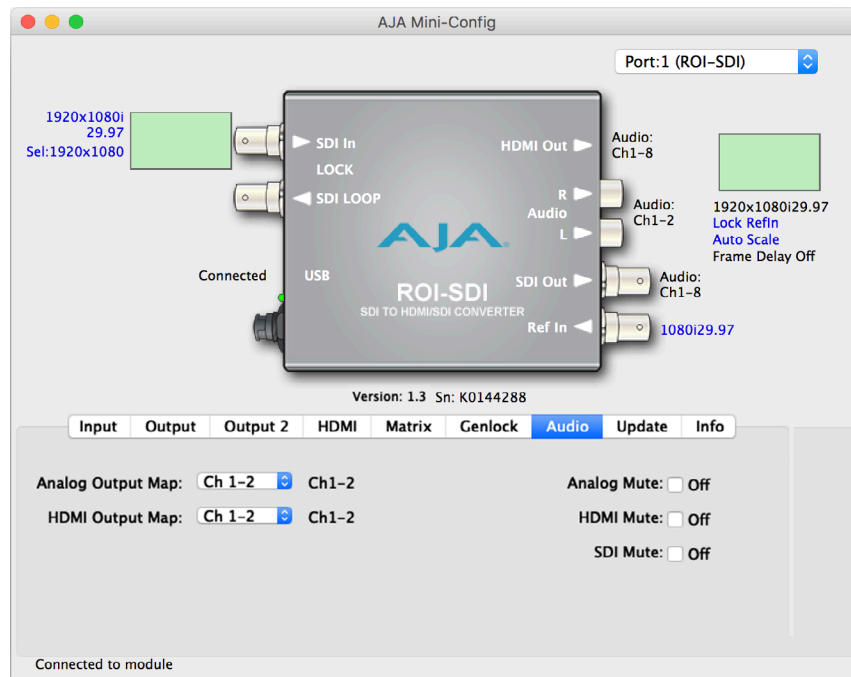 AJA Mini-Config
Port:1 (ROI-SDI)
1920x1080i
29.97
Sel:1920x1080
SDI In
LOCK
SDI LOOP
HDMI Out
Audio:
Ch1-8
R
Audio
L
Audio:
Ch1-2
1920x1080i29.97
Lock RefIn
Auto Scale
Frame Delay Off
AJA
Connected
USB
ROI-SDI
SDI TO HDMI/SDI CONVERTER
SDI Out
Audio:
Ch1-8
Ref In
1080i29.97
Version: 1.3 Sn: K0144288
Input Output Output 2 HDMI Matrix Genlock Audio Update Info
Analog Output Map: Ch 1-2 Ch1-2
Analog Mute: Off
HDMI Output Map: Ch 1-2 Ch1-2
HDMI Mute: Off
SDI Mute: Off
Connected to module